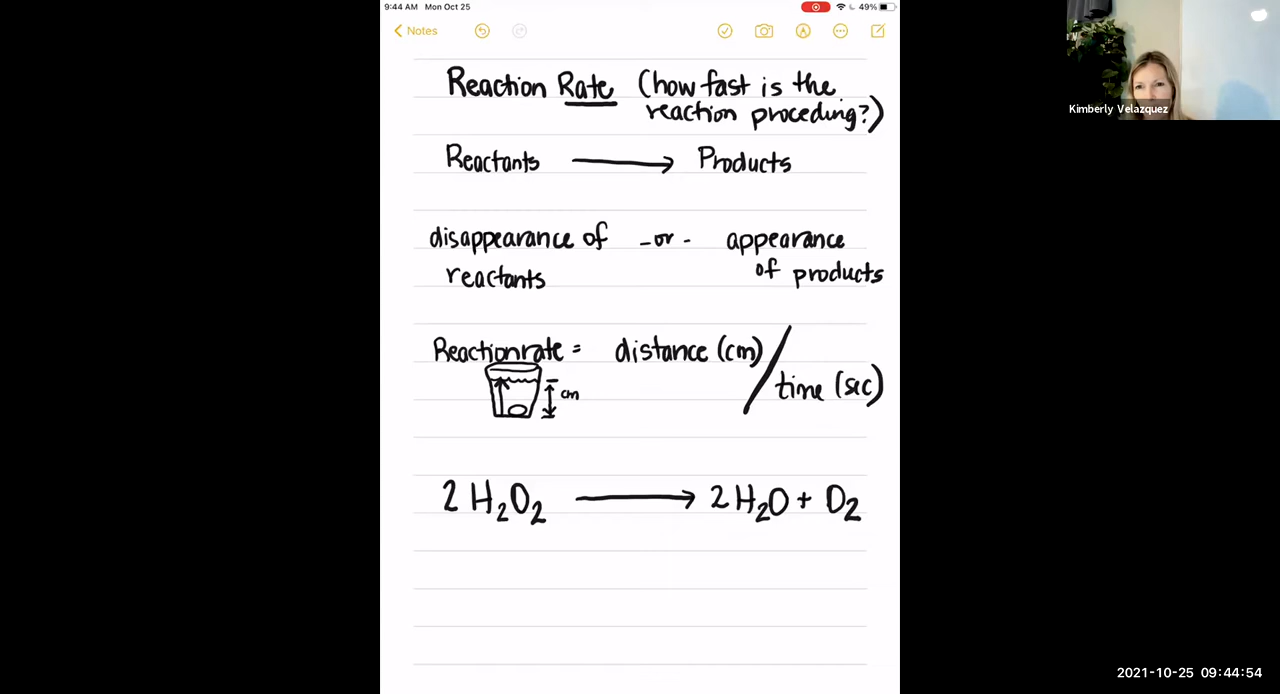 9:44 AM Mon Oct 25
49%
Notes
Kimberly Velazquez
Reaction Rate (how fast is the
reaction proceding?)
Reactants ⟶ Products
disappearance of -or- appearance
reactants of products
Reaction rate = distance (cm) /
time (sec)
cm
2 H₂O₂ ⟶ 2 H₂O + O₂
2021-10-25 09:44:54